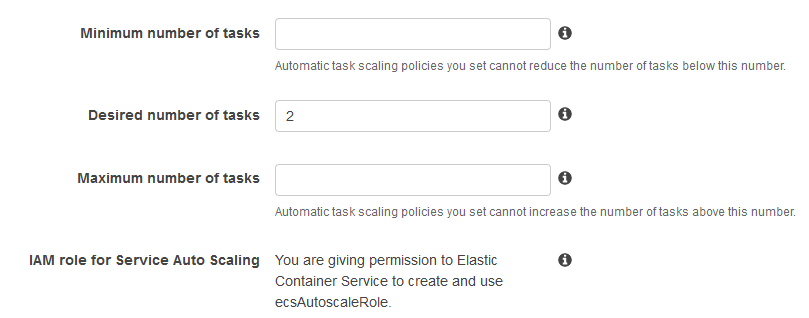 Minimum number of tasks
Automatic task scaling policies you set cannot reduce the number of tasks below this number.
Desired number of tasks 2
Maximum number of tasks
Automatic task scaling policies you set cannot increase the number of tasks above this number.
IAM role for Service Auto Scaling You are giving permission to Elastic
Container Service to create and use
ecsAutoscaleRole.